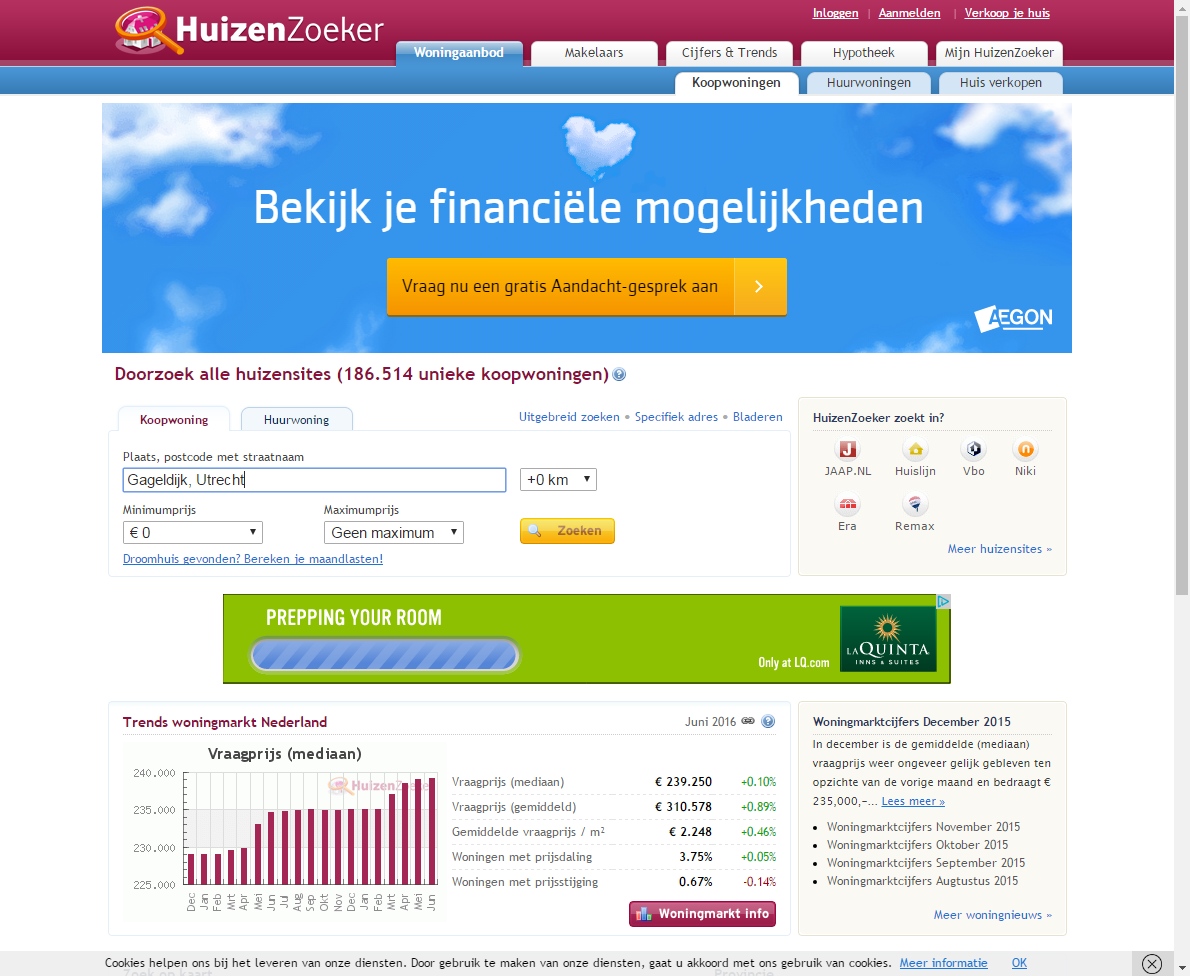 Inloggen | Aanmelden | Verkoop je huis
HuizenZoeker
Woningaanbod Makelaars Cijfers & Trends Hypotheek Mijn HuizenZoeker
Koopwoningen Huurwoningen Huis verkopen
Bekijk je financiële mogelijkheden
Vraag nu een gratis Aandacht-gesprek aan
AEGON
Doorzoek alle huizensites (186.514 unieke koopwoningen)
Koopwoning Huurwoning Uitgebreid zoeken • Specifiek adres • Bladeren
Plaats, postcode met straatnaam
Gageldijk, Utrecht +0 km
Minimumprijs Maximumprijs
€ 0 Geen maximum Zoeken
Droomhuis gevonden? Bereken je maandlasten!
HuizenZoeker zoekt in?
JAAP.NL Huislijn Vbo Niki
Era Remax
Meer huizensites »
PREPPING YOUR ROOM
Only at LQ.com
LA QUINTA
INNS & SUITES
Trends woningmarkt Nederland Juni 2016
Vraagprijs (mediaan)
HuizenZoeker
240.000
235.000
230.000
225.000
Dec Jan Feb Mrt Apr Mei Jun Jul Aug Sep Okt Nov Dec Jan Feb Mrt Apr Mei Jun
Vraagprijs (mediaan) € 239.250 +0.10%
Vraagprijs (gemiddeld) € 310.578 +0.89%
Gemiddelde vraagprijs / m² € 2.248 +0.46%
Woningen met prijsdaling 3.75% +0.05%
Woningen met prijsstijging 0.67% -0.14%
Woningmarkt info
Woningmarktcijfers December 2015
In december is de gemiddelde (mediaan)
vraagprijs weer ongeveer gelijk gebleven ten
opzichte van de vorige maand en bedraagt €
235,000,-... Lees meer »
Woningmarktcijfers November 2015
Woningmarktcijfers Oktober 2015
Woningmarktcijfers September 2015
Woningmarktcijfers Augtustus 2015
Meer woningnieuws »
Cookies helpen ons bij het leveren van onze diensten. Door gebruik te maken van onze diensten, gaat u akkoord met ons gebruik van cookies. Meer informatie OK
Zoek op kaart Provincie